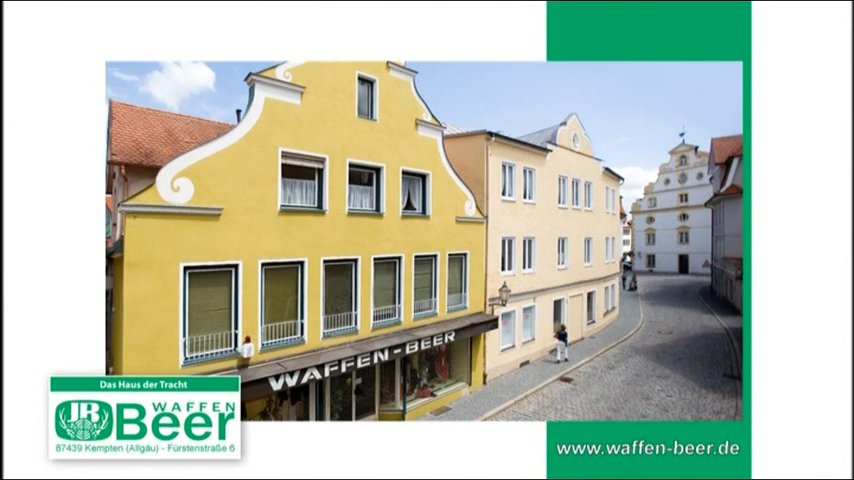 WAFFEN-BEER
Das Haus der Tracht
JB
WAFFEN
Beer
87439 Kempten (Allgäu) - Fürstenstraße 6
www.waffen-beer.de